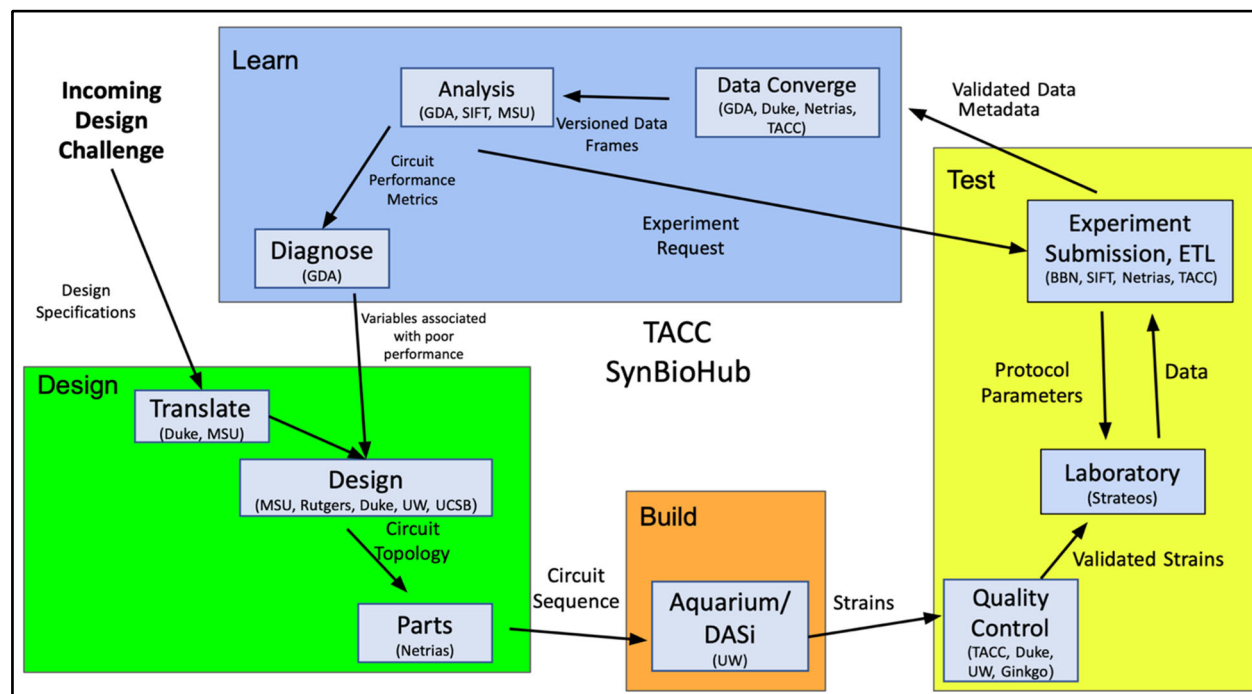 Incoming
Design
Challenge
Design
Specifications
Learn
Analysis
(GDA, SIFT, MSU)
Data Converge
(GDA, Duke, Netrias,
TACC)
Versioned Data
Frames
Circuit
Performance
Metrics
Diagnose
(GDA)
Experiment
Request
Validated Data
Metadata
Variables associated
with poor
performance
TACC
SynBioHub
Design
Translate
(Duke, MSU)
Design
(MSU, Rutgers, Duke, UW, UCSB)
Circuit
Topology
Parts
(Netrias)
Circuit
Sequence
Build
Aquarium/
DASi
(UW)
Strains
Test
Experiment
Submission, ETL
(BBN, SIFT, Netrias, TACC)
Protocol
Parameters
Data
Laboratory
(Strateos)
Validated Strains
Quality
Control
(TACC, Duke,
UW, Ginkgo)